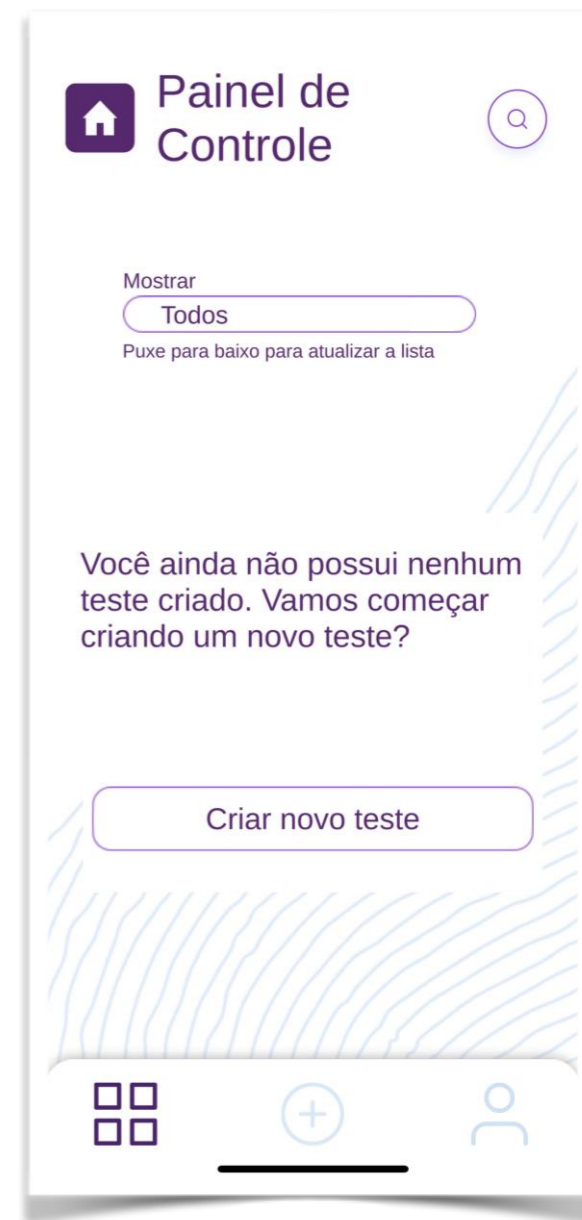 Painel de
Controle
Mostrar
Todos
Puxe para baixo para atualizar a lista
Você ainda não possui nenhum
teste criado. Vamos começar
criando um novo teste?
Criar novo teste